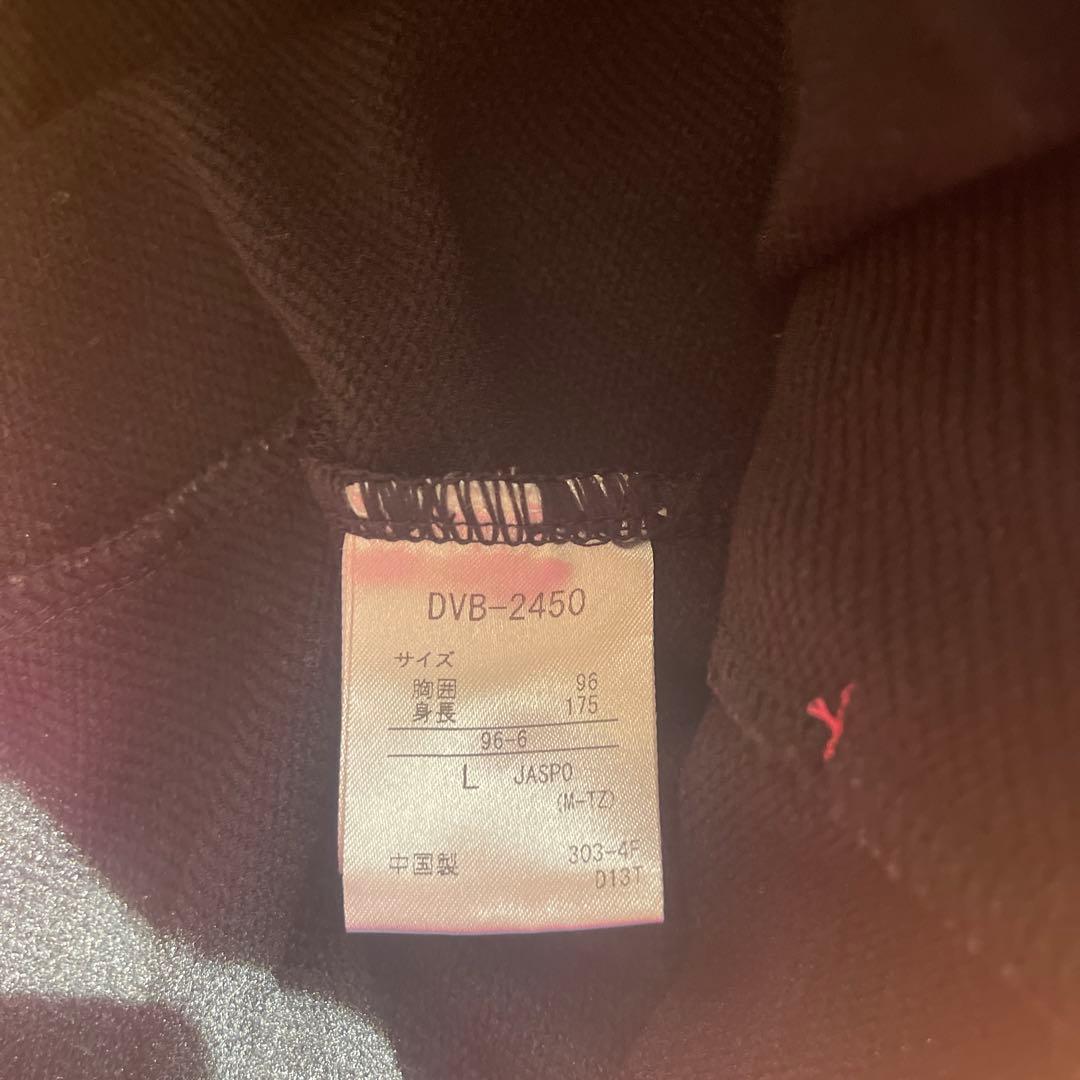 DVB-2450
サイズ
胸囲 96
身長 175
96-6
L JASPO
(M-TZ)
303-4F
中国製
D13T